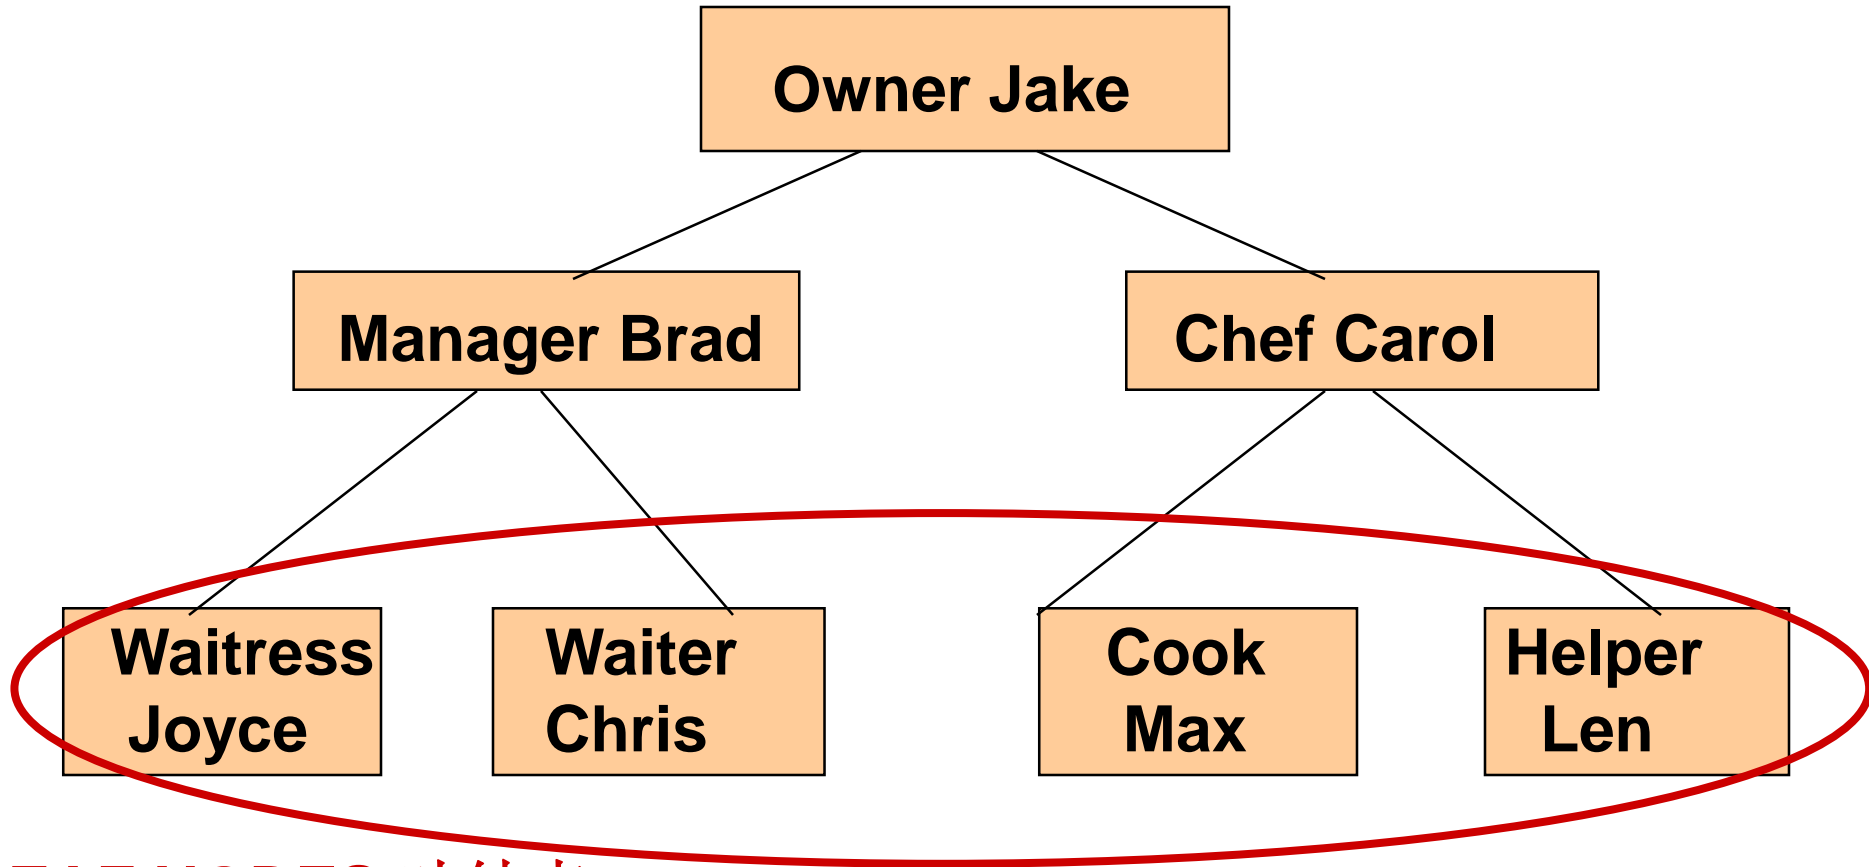 Owner Jake
Manager Brad
Chef Carol
Waitress
Joyce
Waiter
Chris
Cook
Max
Helper
Len